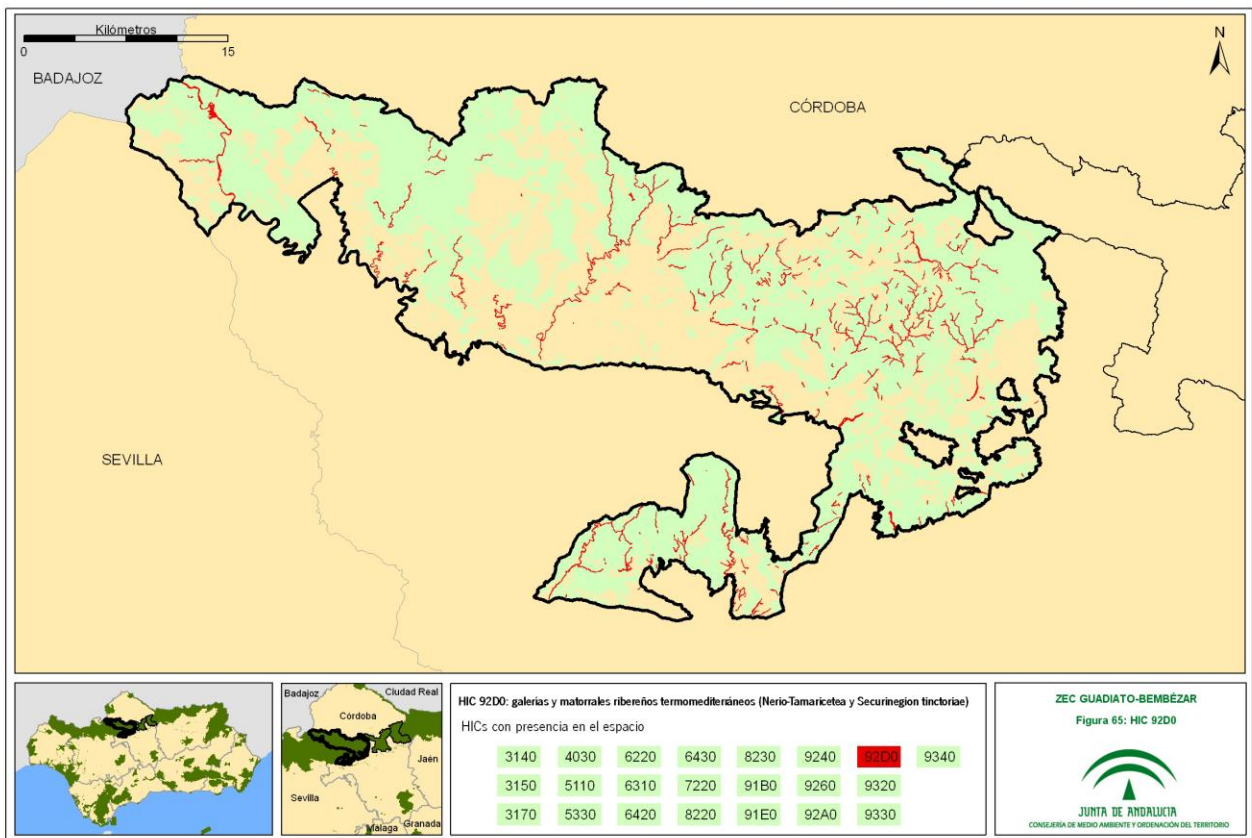 Kilómetros
0 15
N
BADAJOZ
CÓRDOBA
SEVILLA
Badajoz
Ciudad Real
Córdoba
Jaén
Sevilla
Málaga
Granada
HIC 92D0: galerías y matorrales ribereños termomediterráneos (Nerio-Tamaricetea y Securinegion tinctoriae)
HICs con presencia en el espacio
3140 4030 6220 6430 8230 9240 92D0 9340
3150 5110 6310 7220 91B0 9260 9320
3170 5330 6420 8220 91E0 92A0 9330
ZEC GUADIATO-BEMBÉZAR
Figura 65: HIC 92D0
JUNTA DE ANDALUCIA
CONSEJERÍA DE MEDIO AMBIENTE Y ORDENACIÓN DEL TERRITORIO